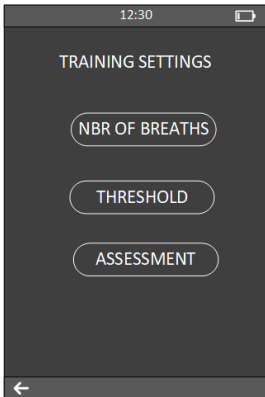 12:30
TRAINING SETTINGS
NBR OF BREATHS
THRESHOLD
ASSESSMENT